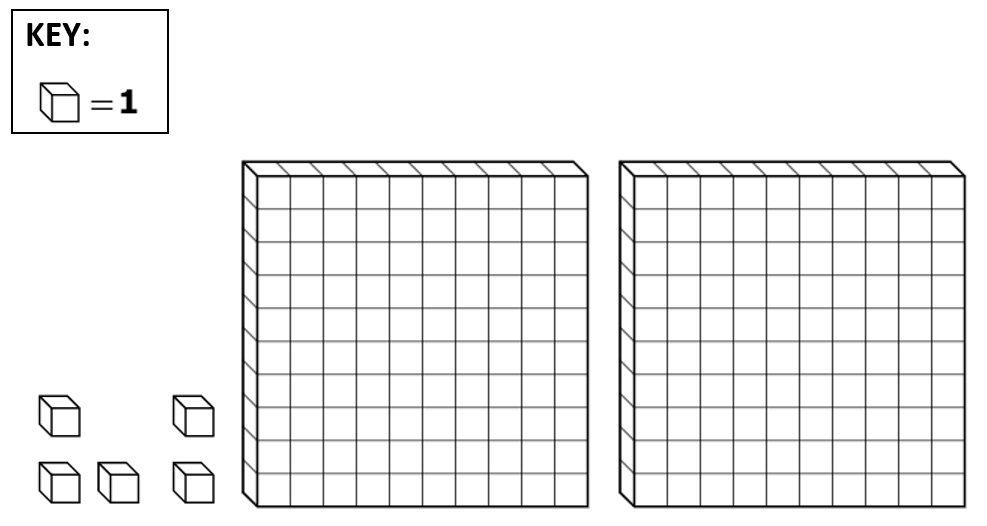 KEY:
= 1